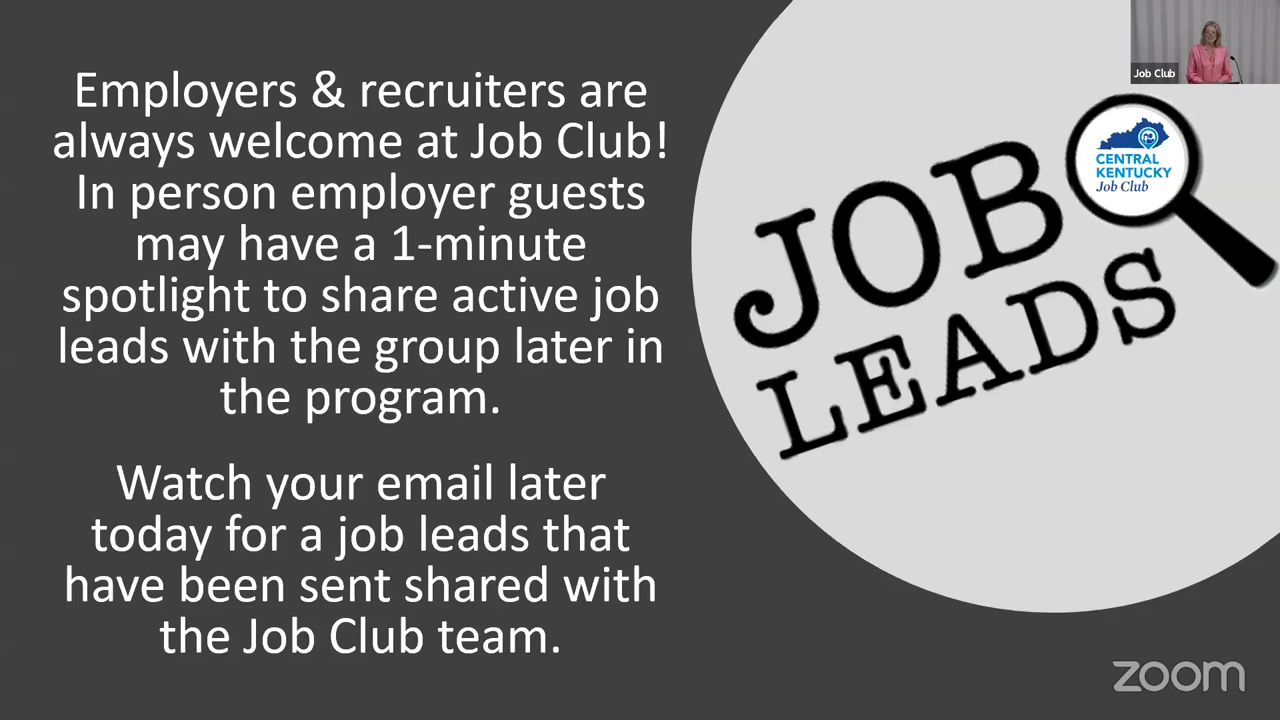 Employers & recruiters are
always welcome at Job Club!
In person employer guests
may have a 1-minute
spotlight to share active job
leads with the group later in
the program.
Watch your email later
today for a job leads that
have been sent shared with
the Job Club team.
Job Club
CENTRAL
KENTUCKY
Job Club
JOB
LEADS
zoom